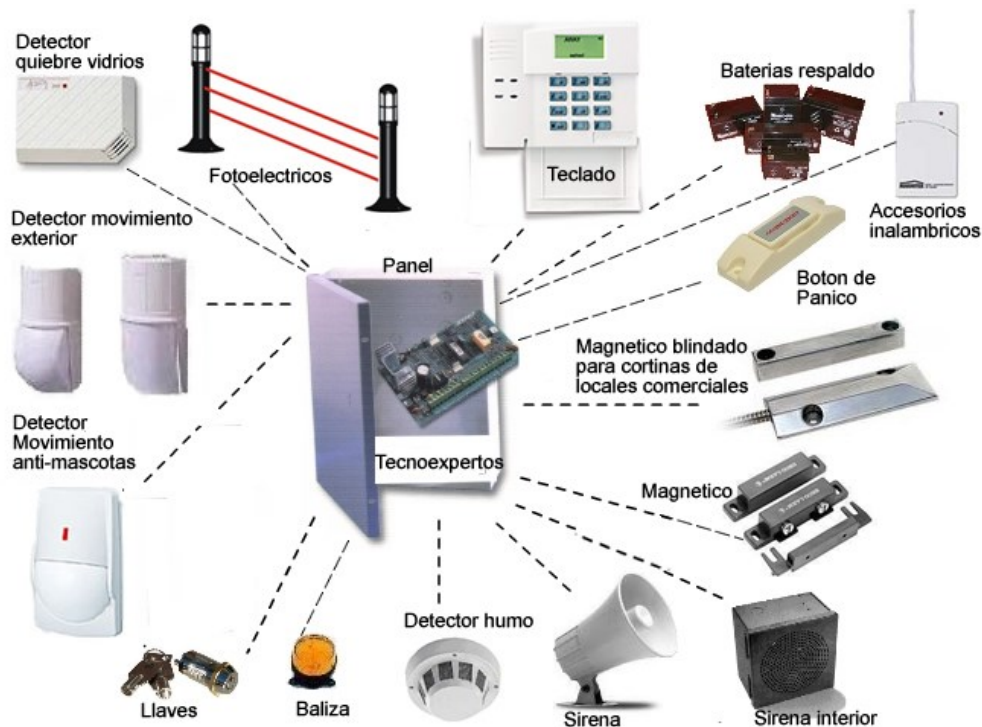 Detector
quiebre vidrios
Fotoelectricos
Teclado
Baterias respaldo
Accesorios
inalambricos
Detector movimiento
exterior
Panel
Boton de
Panico
Magnetico blindado
para cortinas de
locales comerciales
Detector
Movimiento
anti-mascotas
Tecnoexpertos
Magnetico
Detector humo
Llaves
Baliza
Sirena
Sirena interior